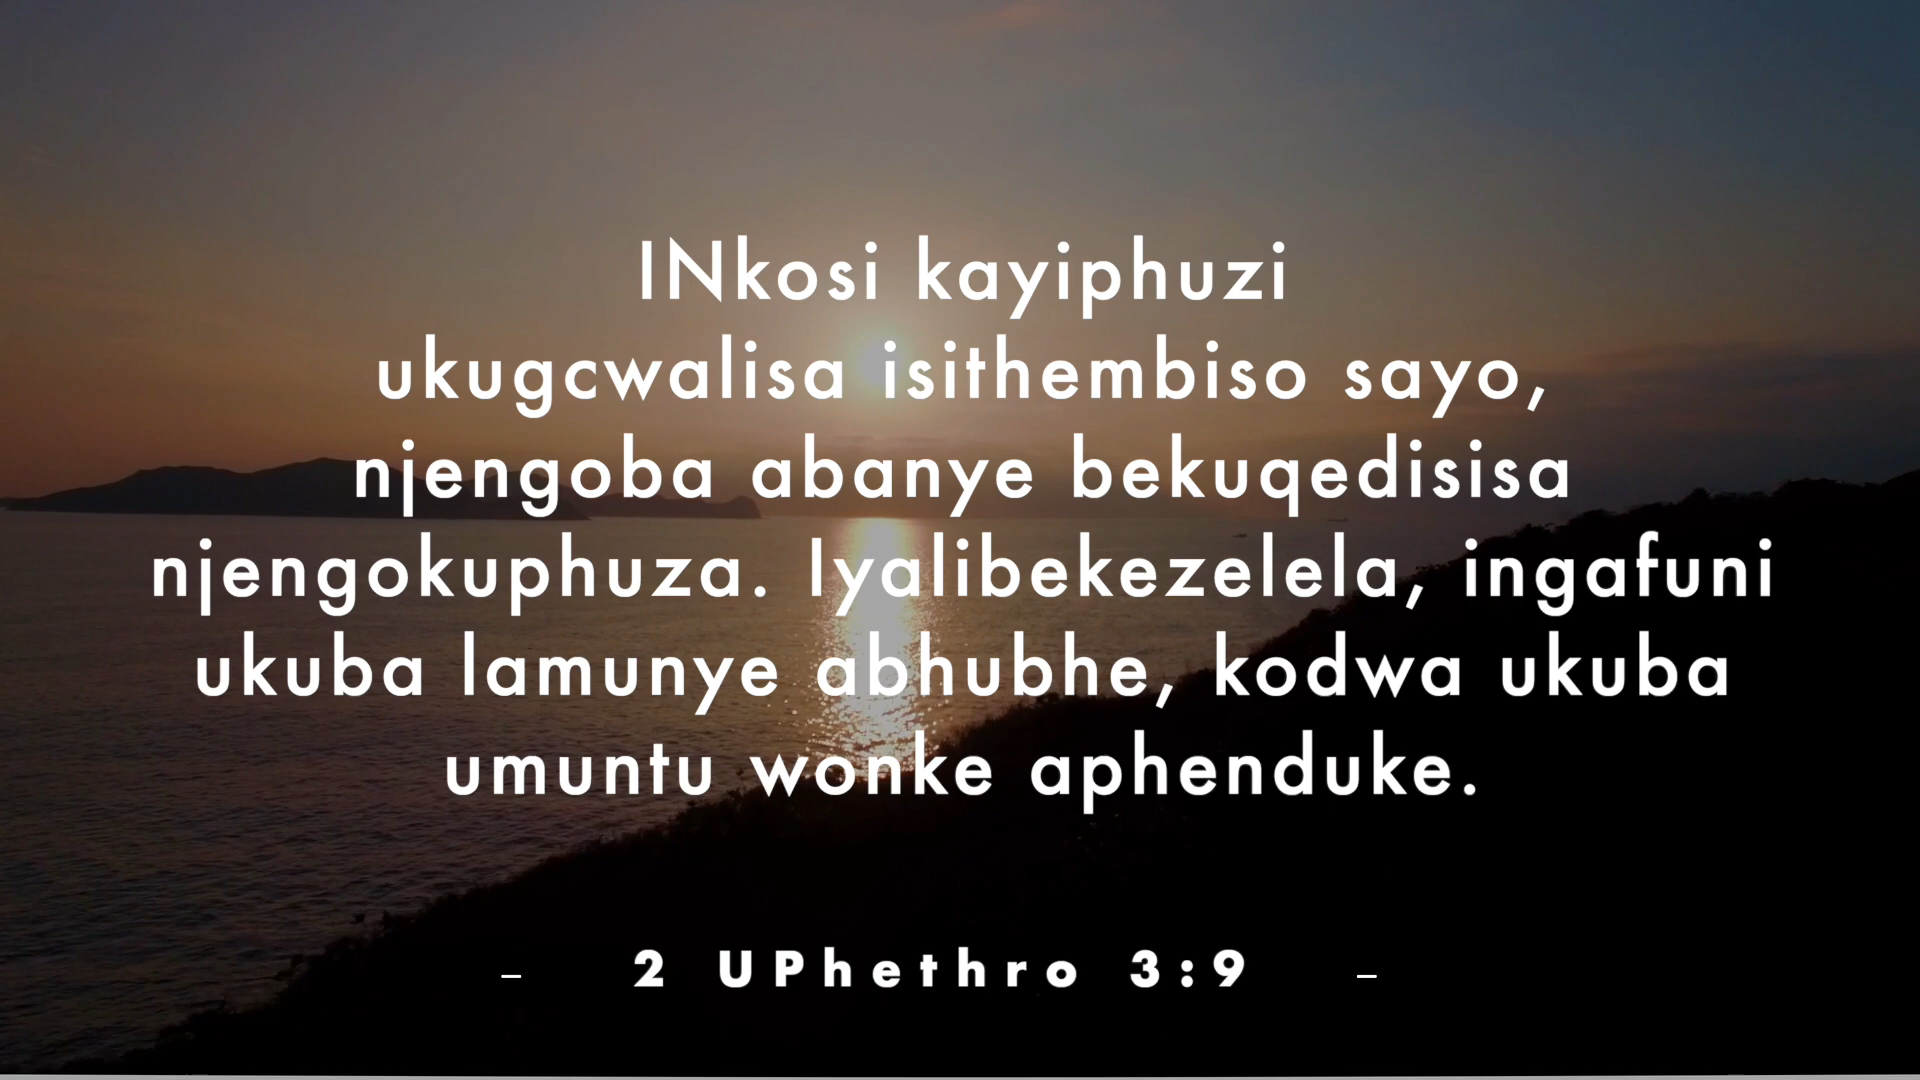 INkosi kayiphuzi
ukugcwalisa isithembiso sayo,
njengoba abanye bekuqedisisa
njengokuphuza. Iyalibekezelela, ingafuni
ukuba lamunye abhubhe, kodwa ukuba
umuntu wonke aphenduke.
– 2 UPhethro 3:9 –